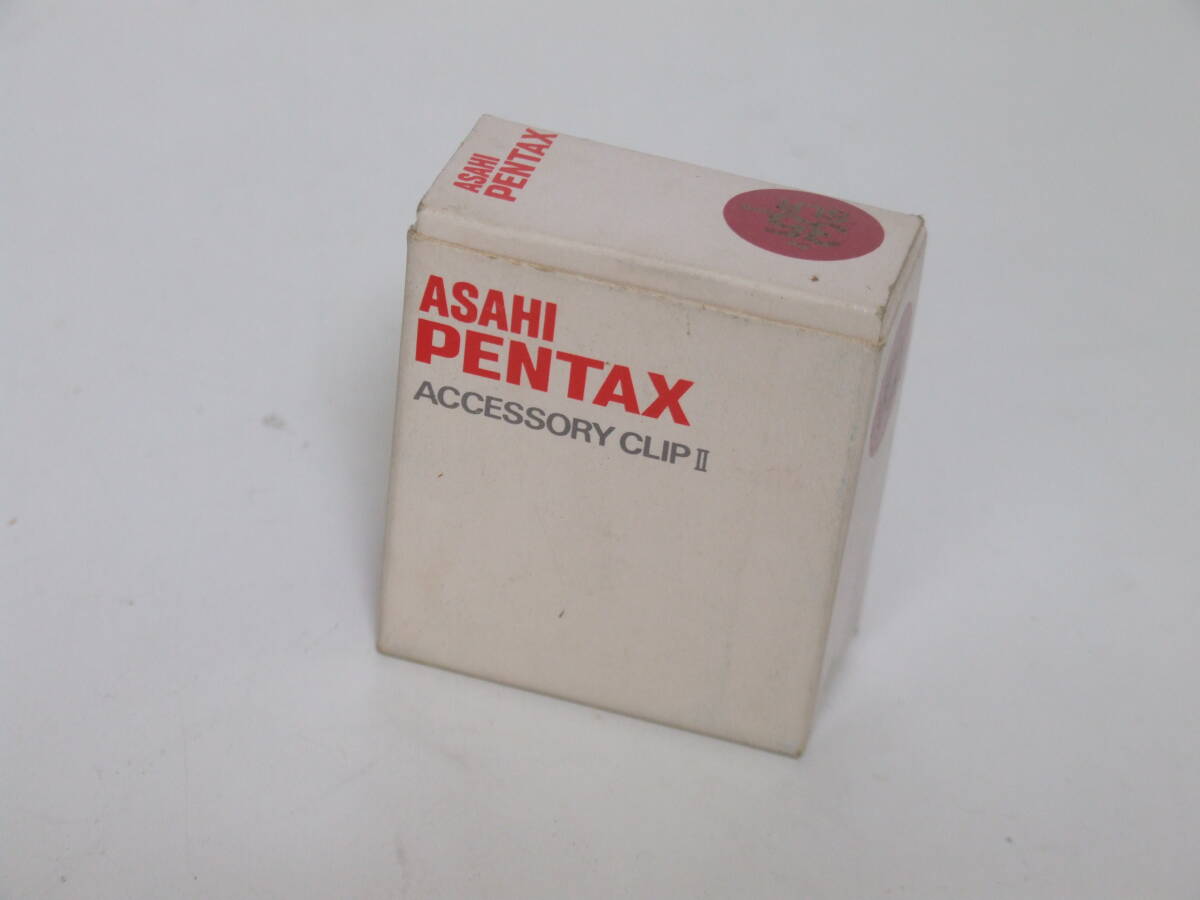 ASAHI
PENTAX
ASAHI
PENTAX
ACCESSORY CLIP II